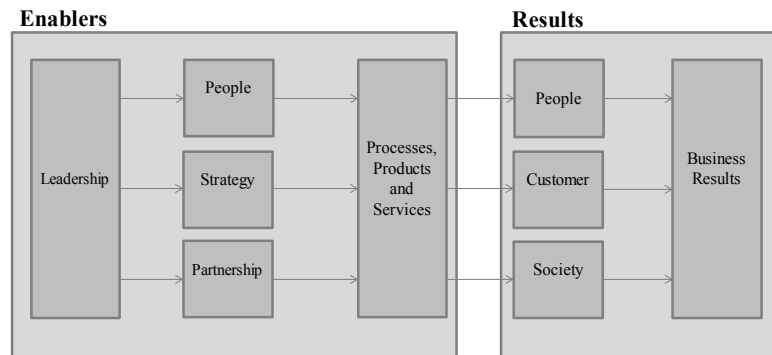 Enablers
Results
Leadership
People
Strategy
Partnership
Processes,
Products
and
Services
People
Customer
Society
Business
Results